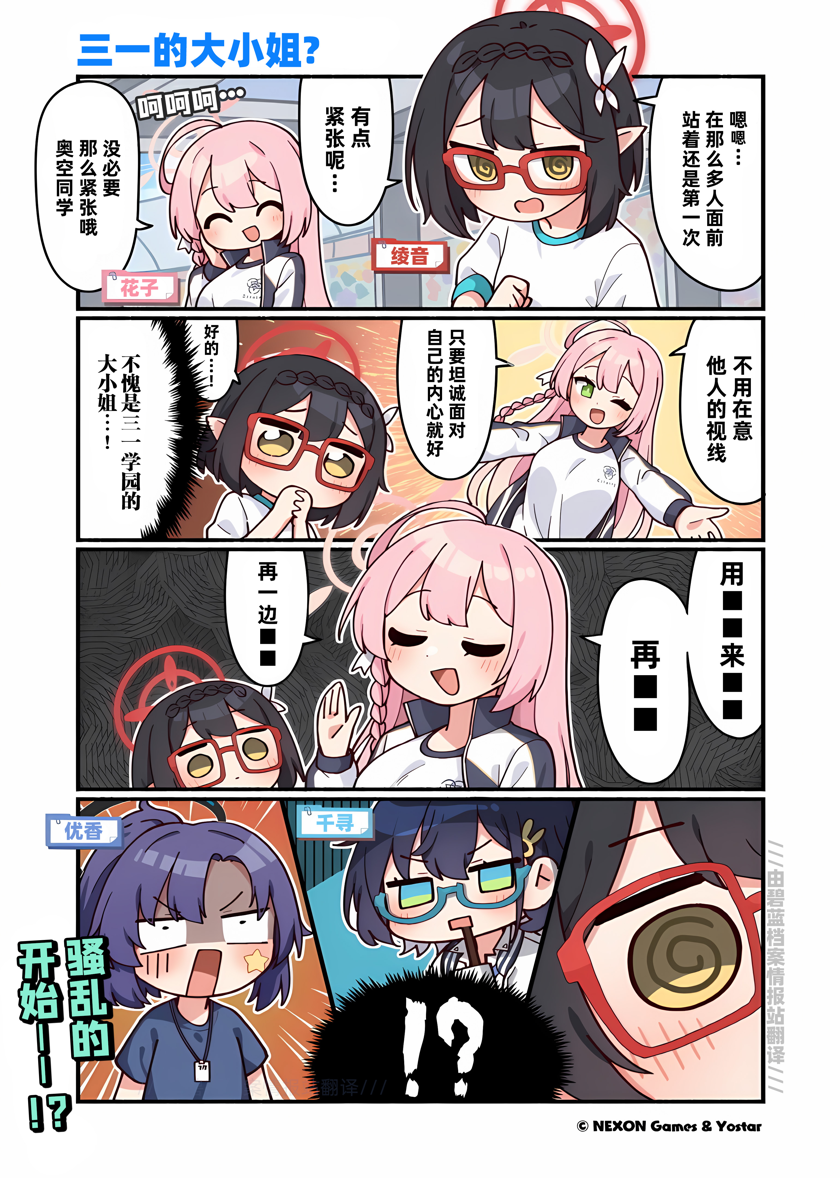 三一的大小姐?
嗯嗯…
在那么多人面前
站着还是第一次
绫音
有点
紧张呢…
呵呵呵…
没必要
那么紧张哦
奥空同学
花子
不用在意
他人的视线
只要坦诚面对
自己的内心就好
好的…!
不愧是三一学园的
大小姐…!
用■■来■■
再■■
再一边■■
优香
千寻
!?
骚乱的
开始——!?
///由碧蓝档案情报站翻译///
翻译///
© NEXON Games & Yostar